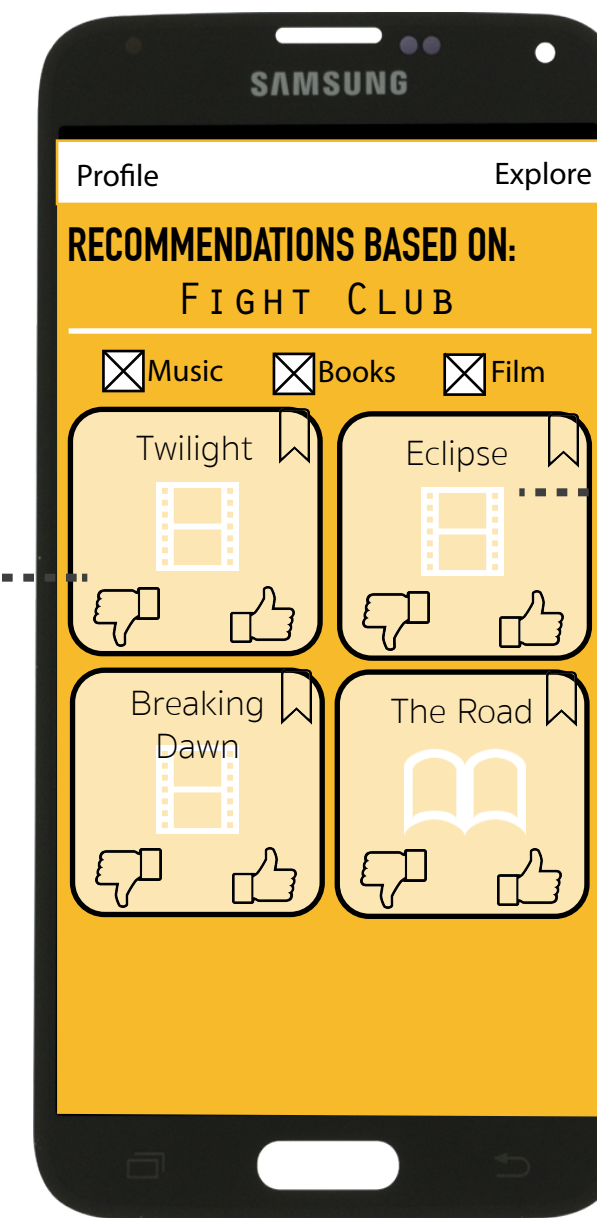 SAMSUNG
Profile Explore
RECOMMENDATIONS BASED ON:
FIGHT CLUB
Music Books Film
Twilight Eclipse
Breaking
Dawn
The Road